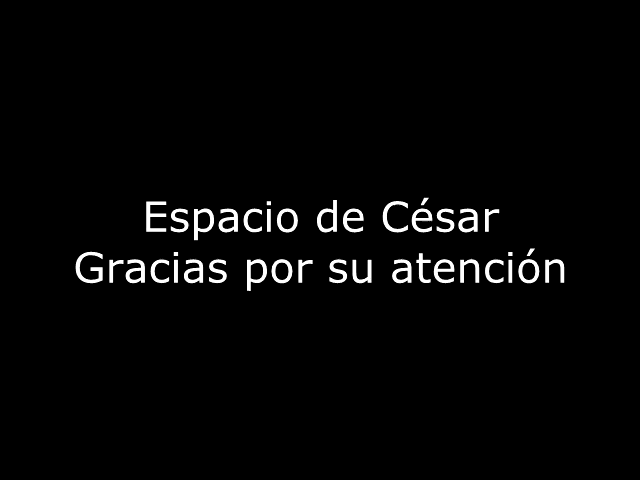 Espacio de César
Gracias por su atención